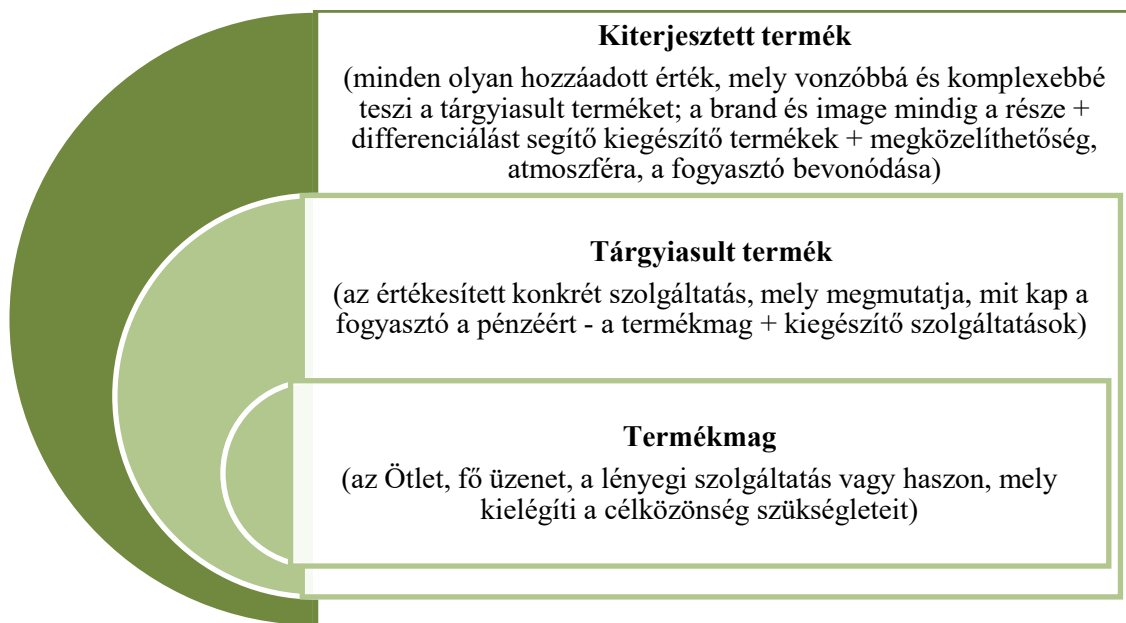 Kiterjesztett termék
(minden olyan hozzáadott érték, mely vonzóbbá és komplexebbé
teszi a tárgyiasult terméket; a brand és image mindig a része +
differenciálást segítő kiegészítő termékek + megközelíthetőség,
atmoszféra, a fogyasztó bevonódása)
Tárgyiasult termék
(az értékesített konkrét szolgáltatás, mely megmutatja, mit kap a
fogyasztó a pénzéért - a termékmag + kiegészítő szolgáltatások)
Termékmag
(az Ötlet, fő üzenet, a lényegi szolgáltatás vagy haszon, mely
kielégíti a célközönség szükségleteit)